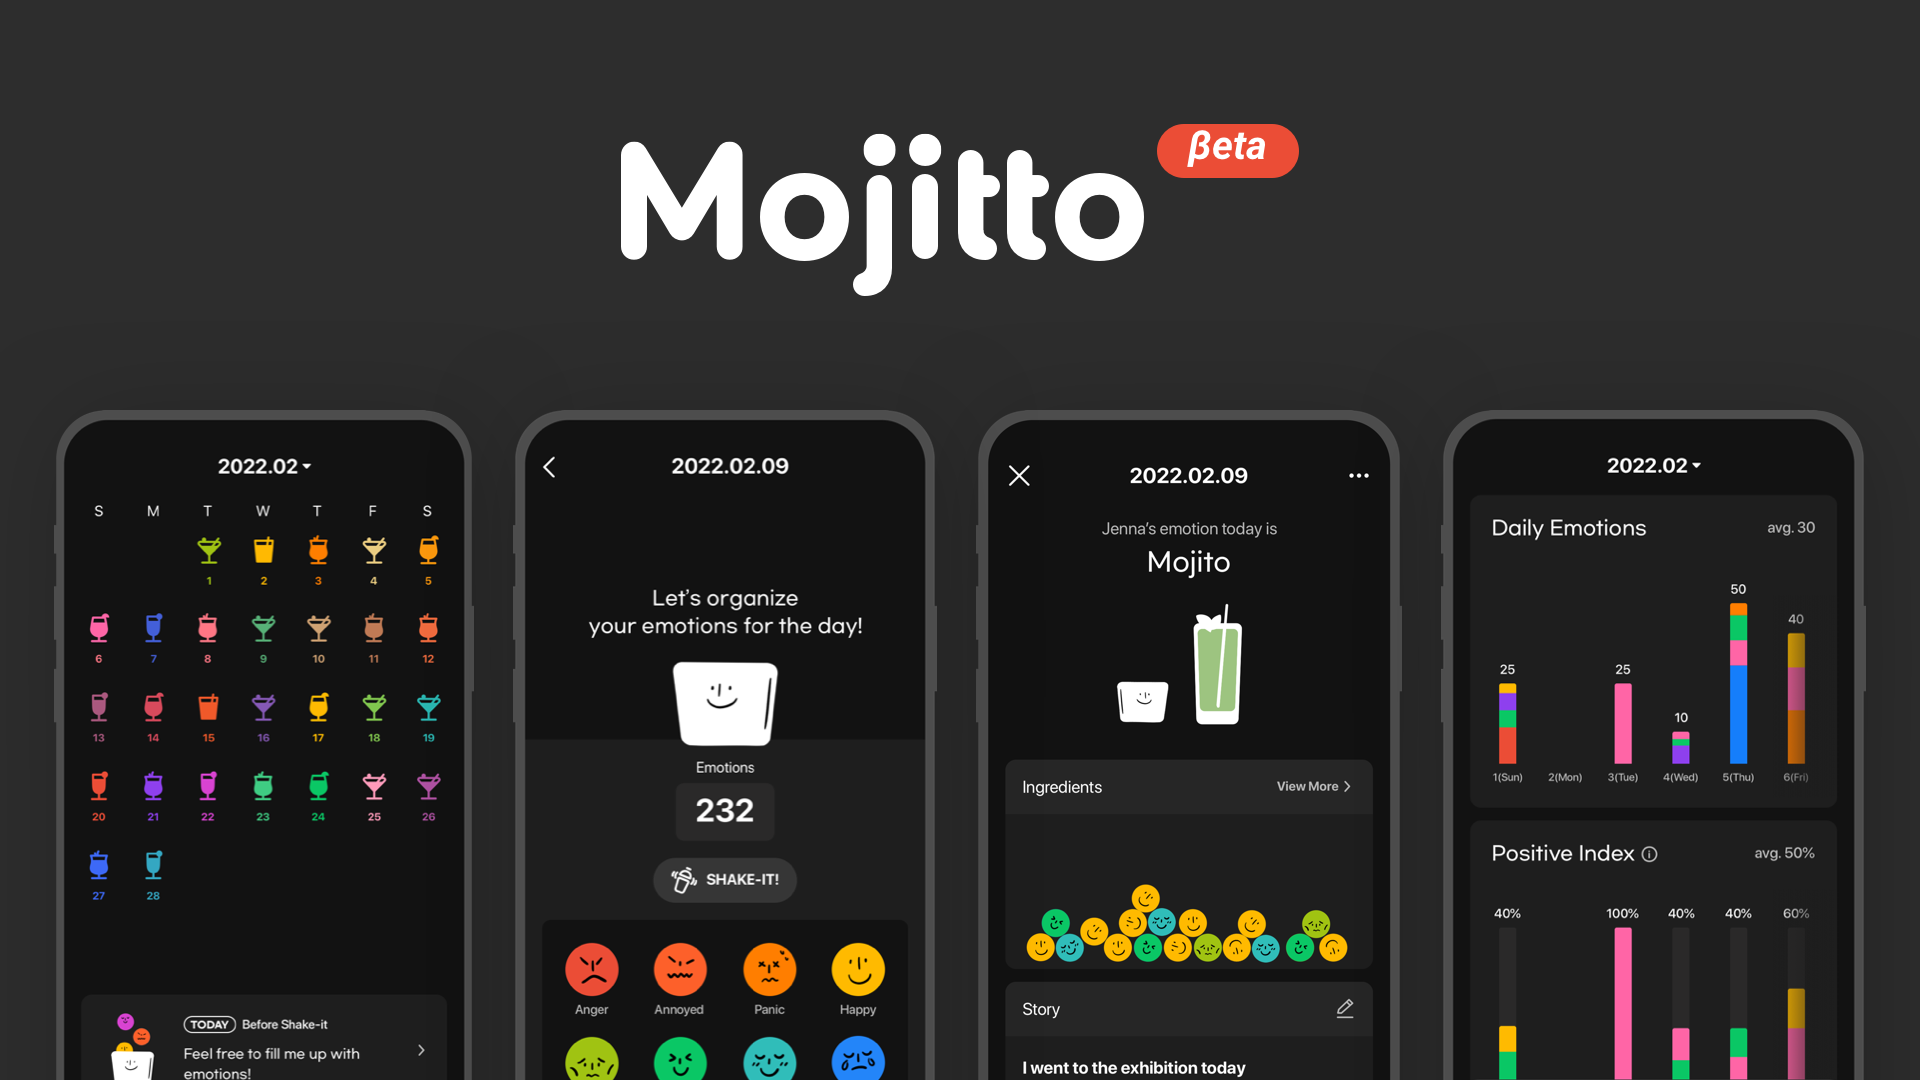 Mojitto
βeta
2022.02
S M T W T F S
1 2 3 4 5
6 7 8 9 10 11 12
13 14 15 16 17 18 19
20 21 22 23 24 25 26
27 28
TODAY Before Shake-it
Feel free to fill me up with
emotions!
2022.02.09
Let's organize
your emotions for the day!
Emotions
232
SHAKE-IT!
Anger Annoyed Panic Happy
2022.02.09
Jenna's emotion today is
Mojito
Ingredients View More
Story
I went to the exhibition today
2022.02
Daily Emotions avg. 30
50
40
25 25
10
1(Sun) 2(Mon) 3(Tue) 4(Wed) 5(Thu) 6(Fri)
Positive Index avg. 50%
40% 100% 40% 40% 60%